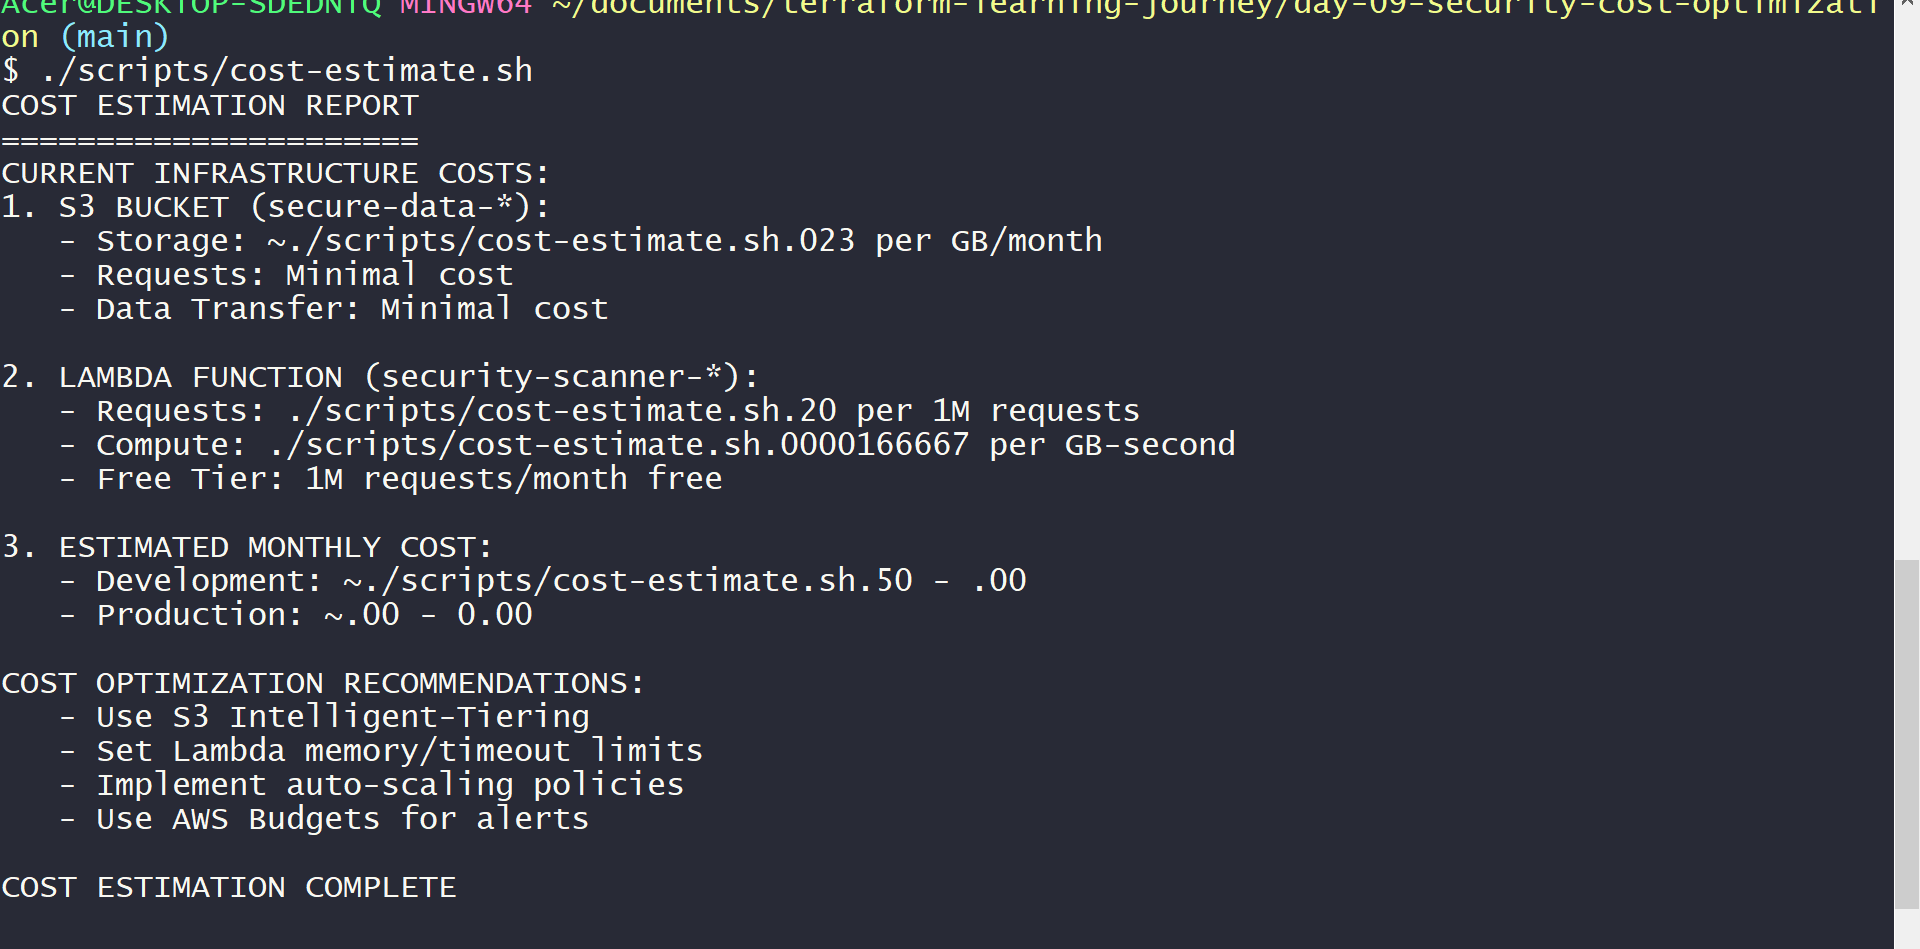 Acer@DESKTOP-SDEDNTQ MINGW64 ~/documents/terraform-learning-journey/day-09-security-cost-optimizati
on (main)
$ ./scripts/cost-estimate.sh
COST ESTIMATION REPORT
======================
CURRENT INFRASTRUCTURE COSTS:
1. S3 BUCKET (secure-data-*):
   - Storage: ~./scripts/cost-estimate.sh.023 per GB/month
   - Requests: Minimal cost
   - Data Transfer: Minimal cost

2. LAMBDA FUNCTION (security-scanner-*):
   - Requests: ./scripts/cost-estimate.sh.20 per 1M requests
   - Compute: ./scripts/cost-estimate.sh.0000166667 per GB-second
   - Free Tier: 1M requests/month free

3. ESTIMATED MONTHLY COST:
   - Development: ~./scripts/cost-estimate.sh.50 - .00
   - Production: ~.00 - 0.00

COST OPTIMIZATION RECOMMENDATIONS:
   - Use S3 Intelligent-Tiering
   - Set Lambda memory/timeout limits
   - Implement auto-scaling policies
   - Use AWS Budgets for alerts

COST ESTIMATION COMPLETE